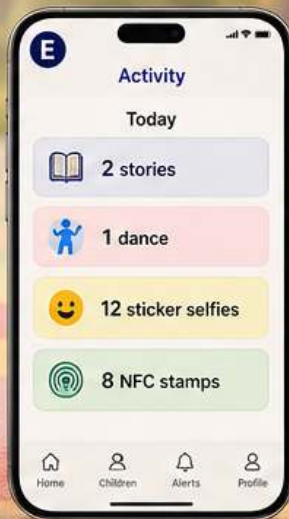 E
Activity
Today
2 stories
1 dance
12 sticker selfies
8 NFC stamps
Home
Children
Alerts
Profile